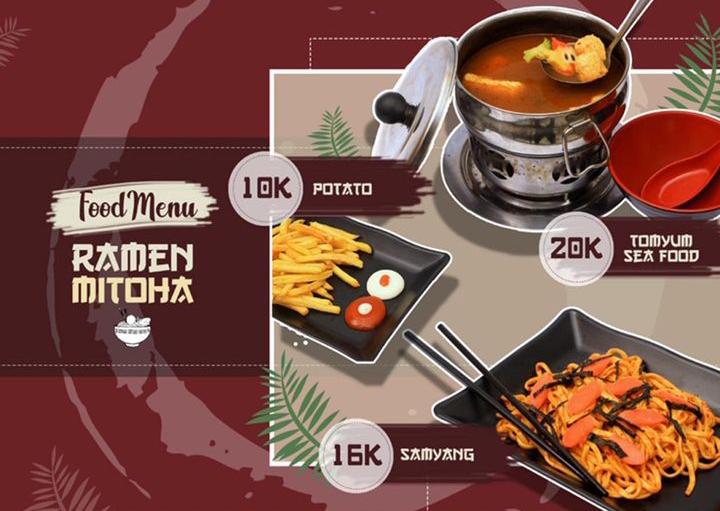 Food Menu
RAMEN
MITOHA
10K
POTATO
20K
TOMYUM
SEA FOOD
16K
SAMYANG